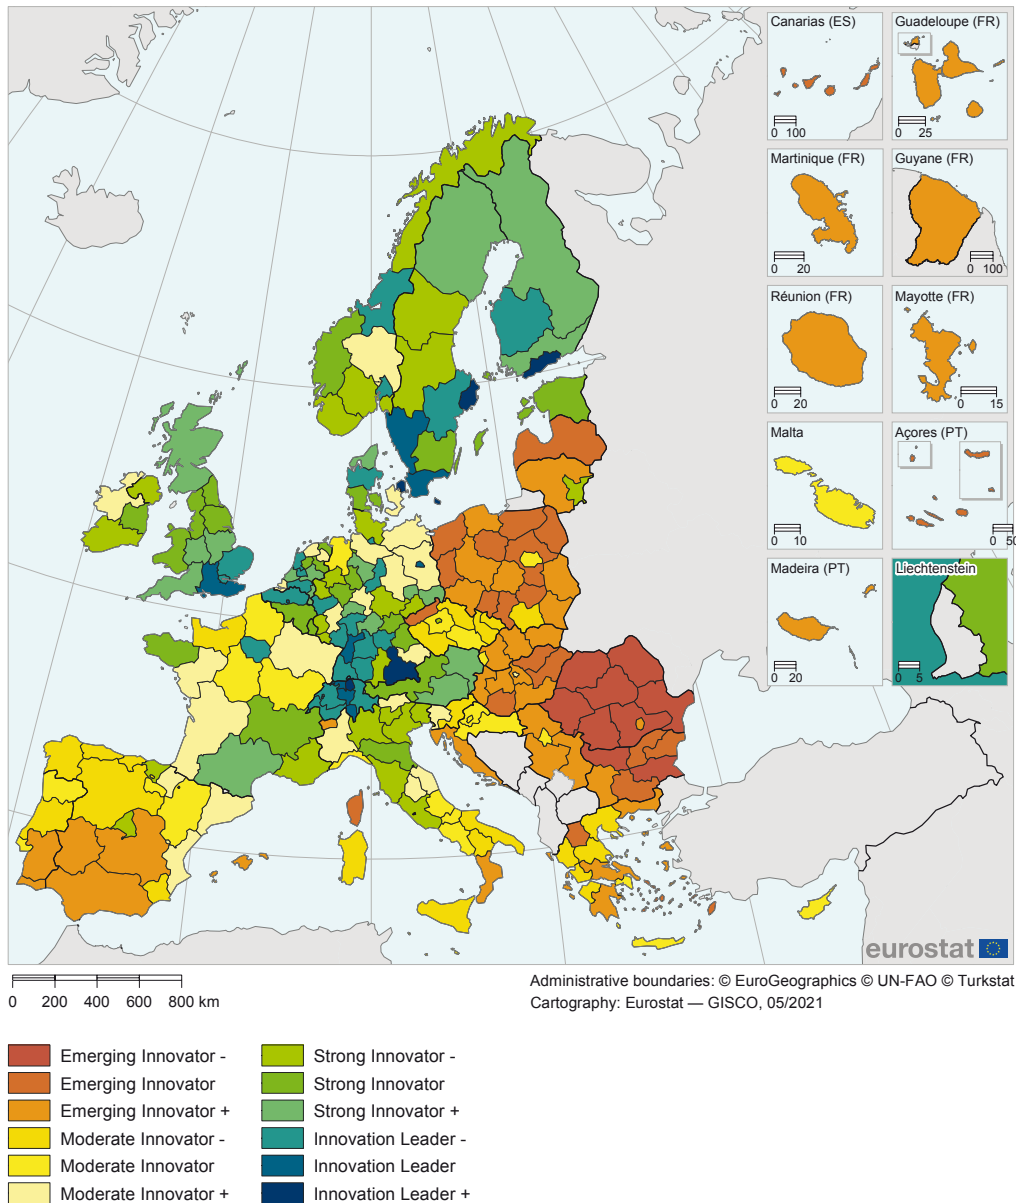 Canarias (ES)
0 100
Guadeloupe (FR)
0 25
Martinique (FR)
0 20
Guyane (FR)
0 100
Réunion (FR)
0 20
Mayotte (FR)
0 15
Malta
0 10
Açores (PT)
0 50
Madeira (PT)
0 20
Liechtenstein
0 5
eurostat
0 200 400 600 800 km
Administrative boundaries: © EuroGeographics © UN-FAO © Turkstat
Cartography: Eurostat — GISCO, 05/2021
Emerging Innovator -
Emerging Innovator
Emerging Innovator +
Moderate Innovator -
Moderate Innovator
Moderate Innovator +
Strong Innovator -
Strong Innovator
Strong Innovator +
Innovation Leader -
Innovation Leader
Innovation Leader +